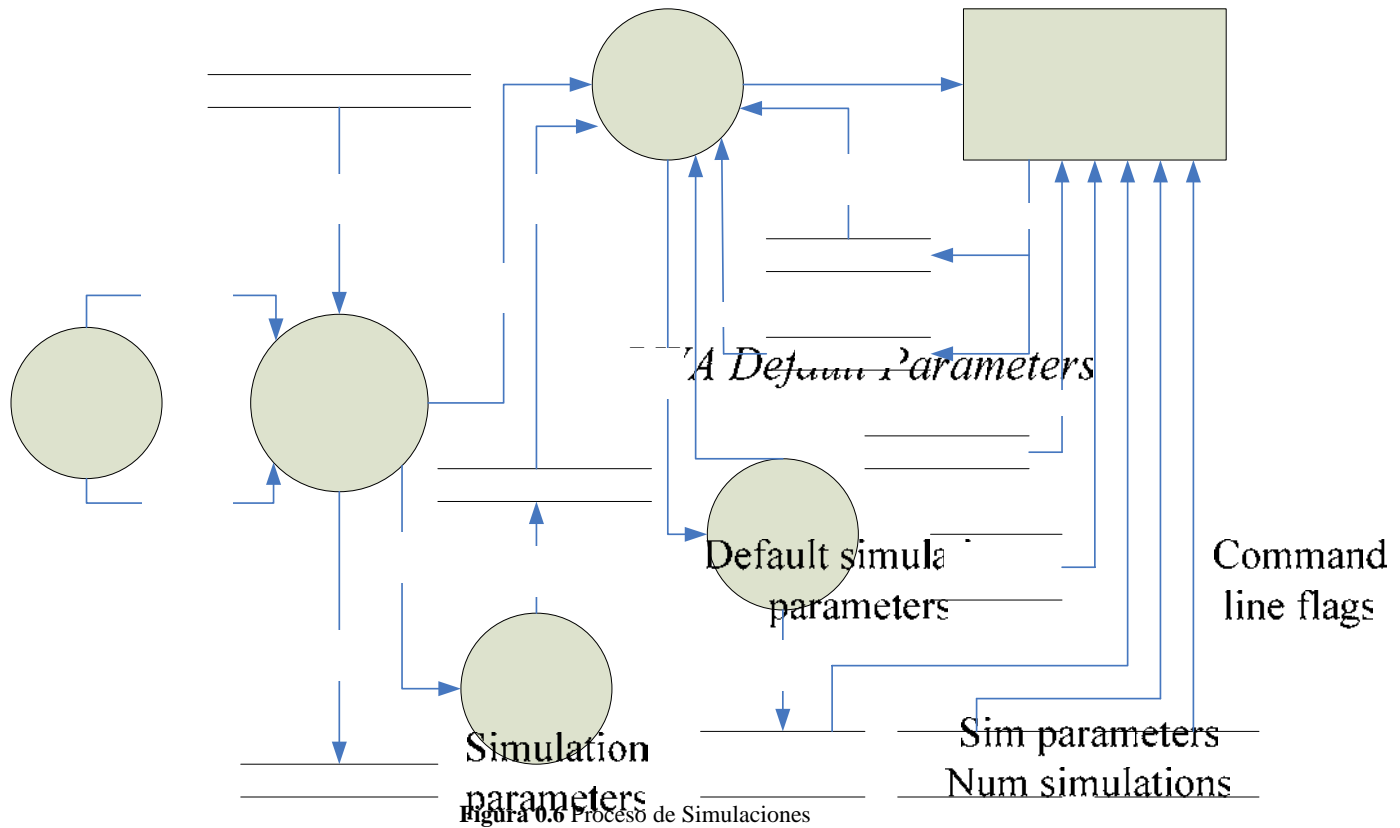 Default Parameters
Default
parameters
Command
line flags
Sim parameters
Num simulations
Simulation
parameters
Figura 0.6 Proceso de Simulaciones